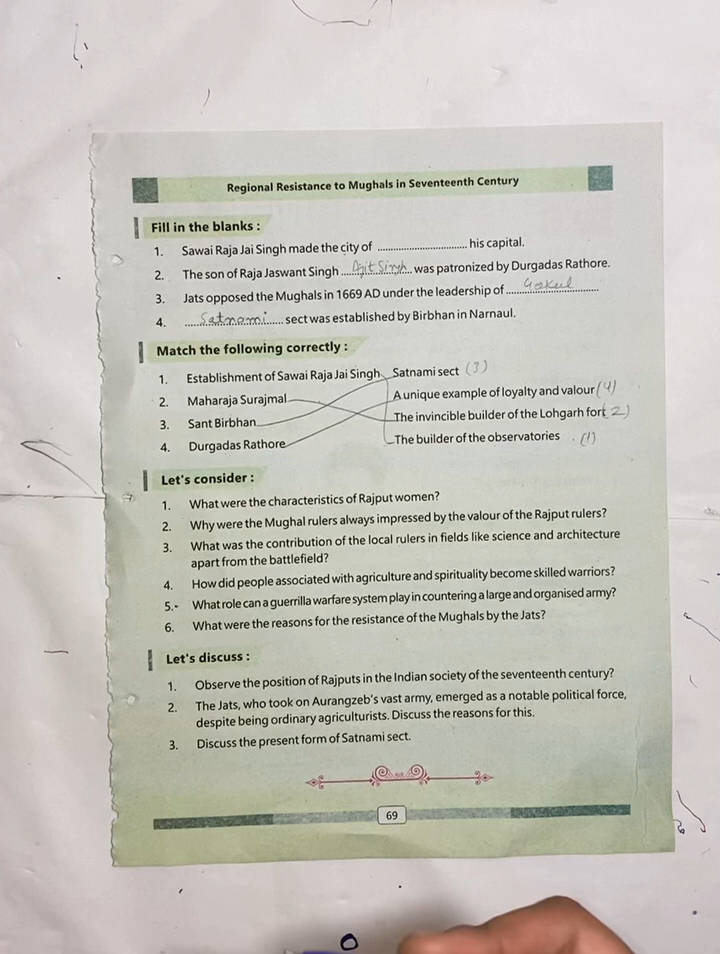 Regional Resistance to Mughals in Seventeenth Century
Fill in the blanks :
1. Sawai Raja Jai Singh made the city of .............................. his capital.
2. The son of Raja Jaswant Singh ....Ajit Singh.... was patronized by Durgadas Rathore.
3. Jats opposed the Mughals in 1669 AD under the leadership of ....Gokul....
4. ....Satnami.... sect was established by Birbhan in Narnaul.
Match the following correctly :
1. Establishment of Sawai Raja Jai Singh Satnami sect (3)
2. Maharaja Surajmal A unique example of loyalty and valour (4)
3. Sant Birbhan The invincible builder of the Lohgarh fort 2)
4. Durgadas Rathore The builder of the observatories (1)
Let's consider :
1. What were the characteristics of Rajput women?
2. Why were the Mughal rulers always impressed by the valour of the Rajput rulers?
3. What was the contribution of the local rulers in fields like science and architecture
apart from the battlefield?
4. How did people associated with agriculture and spirituality become skilled warriors?
5. What role can a guerrilla warfare system play in countering a large and organised army?
6. What were the reasons for the resistance of the Mughals by the Jats?
Let's discuss :
1. Observe the position of Rajputs in the Indian society of the seventeenth century?
2. The Jats, who took on Aurangzeb's vast army, emerged as a notable political force,
despite being ordinary agriculturists. Discuss the reasons for this.
3. Discuss the present form of Satnami sect.
69